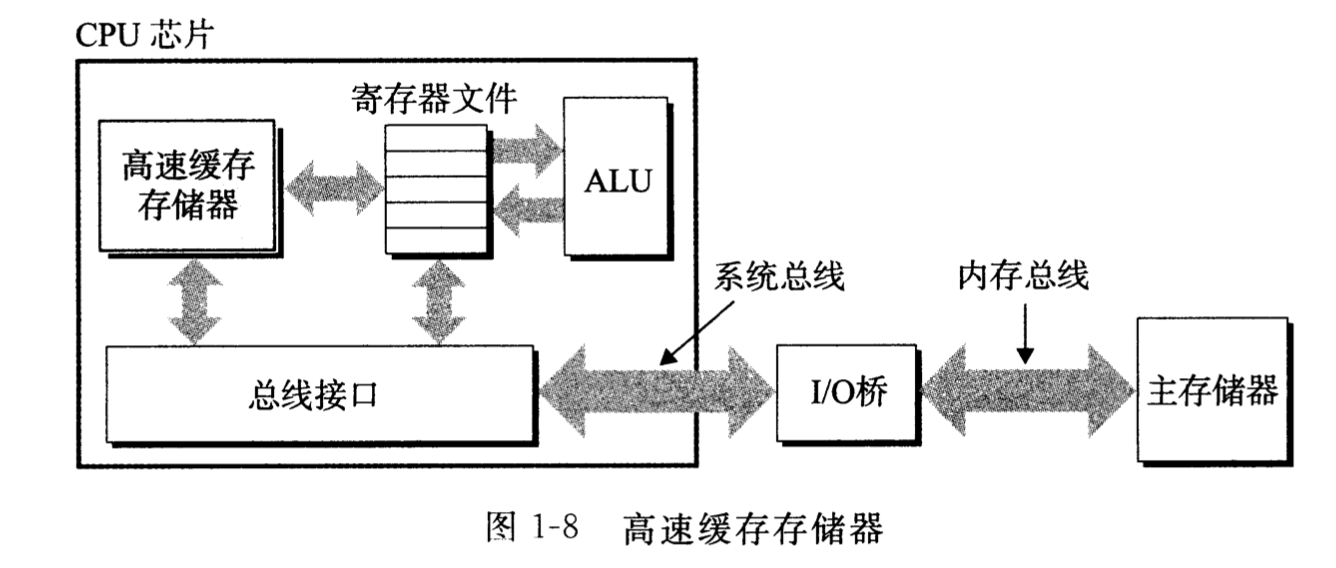 CPU 芯片
寄存器文件
高速缓存
存储器
ALU
系统总线
内存总线
总线接口
I/O桥
主存储器
图 1-8 高速缓存存储器